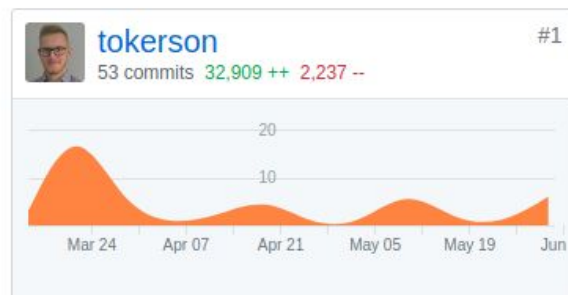 tokerson #1
53 commits 32,909 ++ 2,237 --
20
10
Mar 24 Apr 07 Apr 21 May 05 May 19 Jun